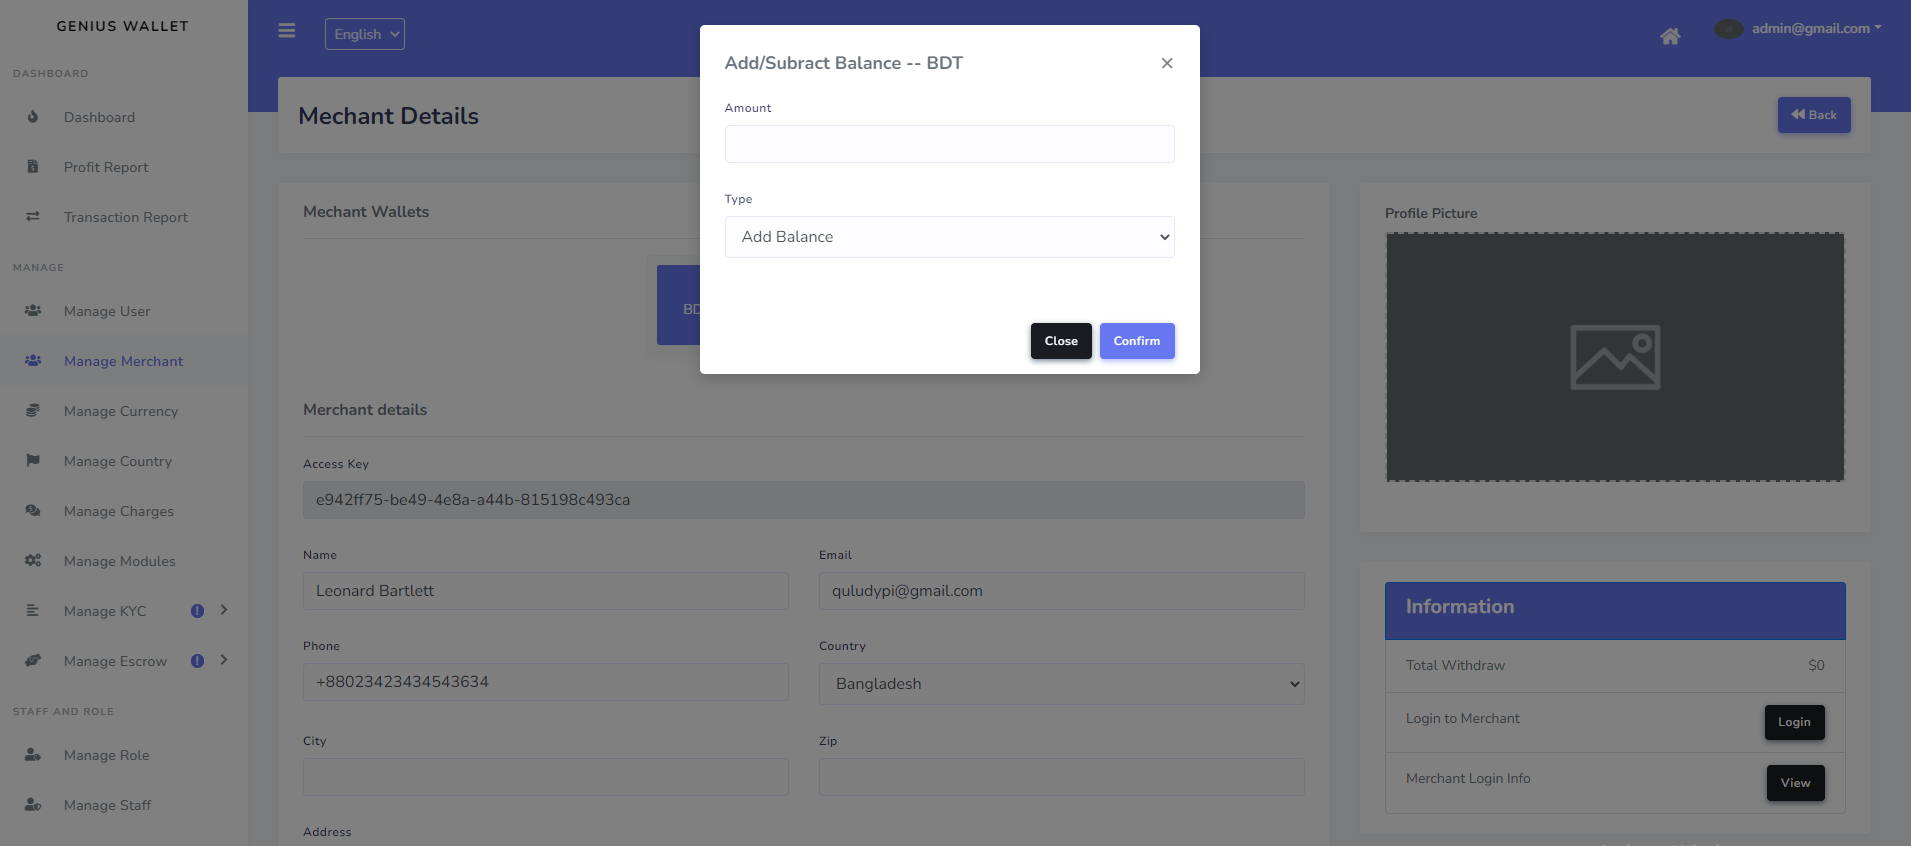 GENIUS WALLET
English
admin@gmail.com
DASHBOARD
Dashboard
Profit Report
Transaction Report
MANAGE
Manage User
Manage Merchant
Manage Currency
Manage Country
Manage Charges
Manage Modules
Manage KYC
Manage Escrow
STAFF AND ROLE
Manage Role
Manage Staff
Mechant Details
Back
Add/Subract Balance -- BDT
Amount
Type
Add Balance
Close
Confirm
Mechant Wallets
Merchant details
Access Key
e942ff75-be49-4e8a-a44b-815198c493ca
Name
Email
Leonard Bartlett
quludypi@gmail.com
Phone
Country
+88023423434543634
Bangladesh
City
Zip
Address
Profile Picture
Information
Total Withdraw
$0
Login to Merchant
Login
Merchant Login Info
View